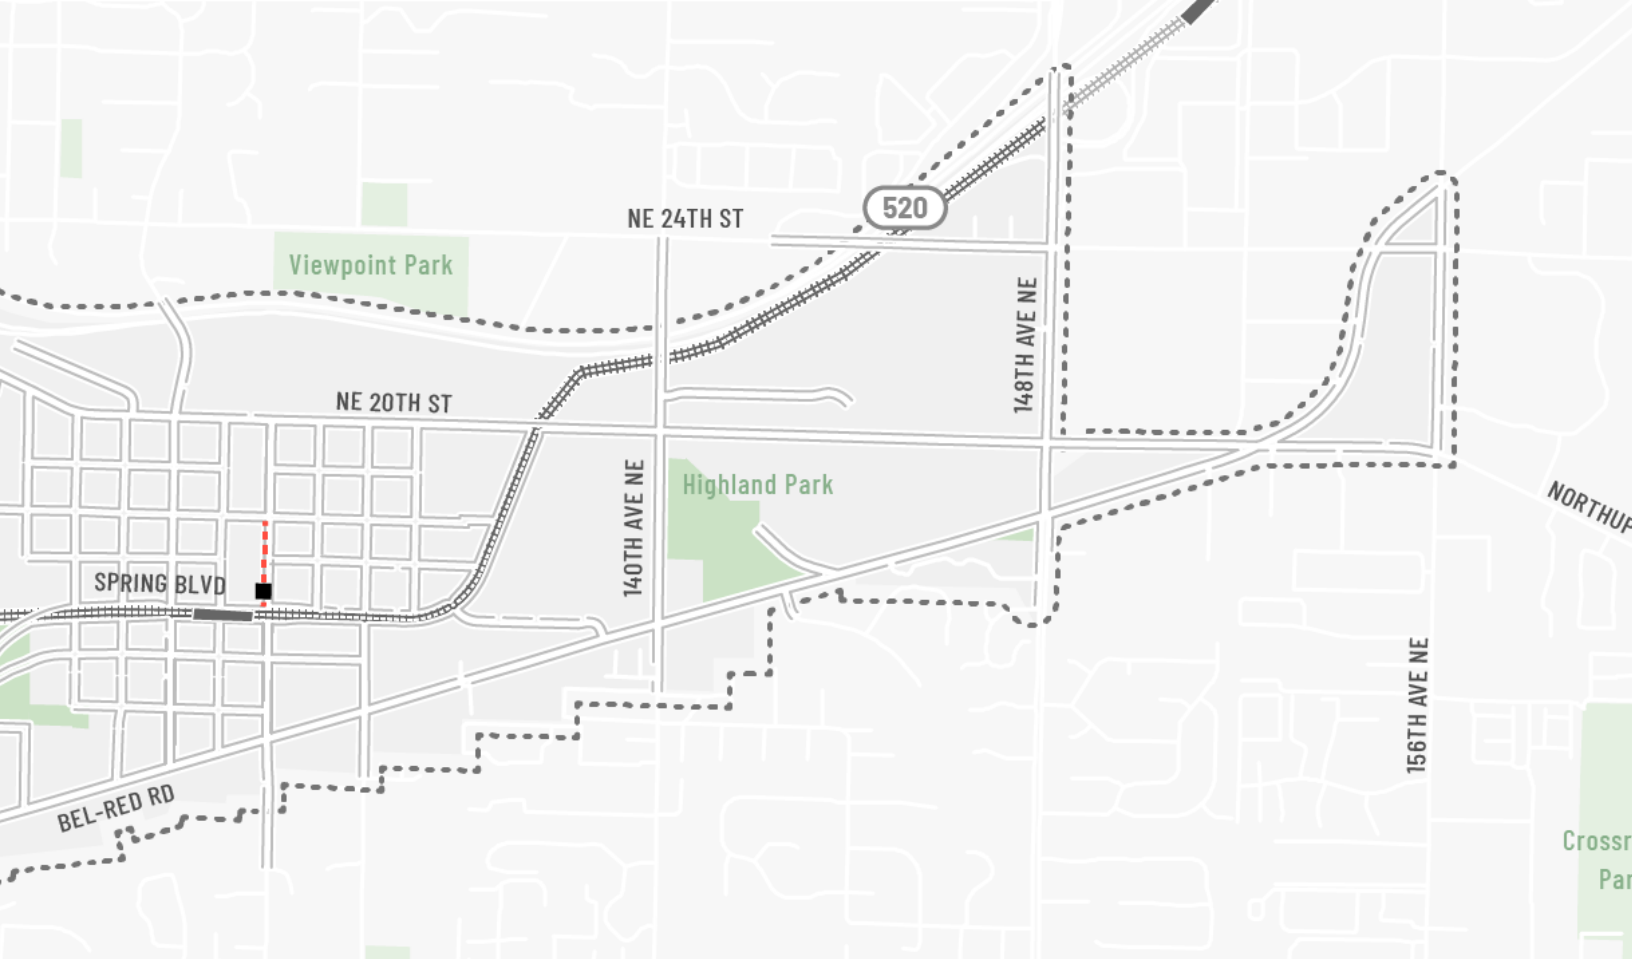 520
NE 24TH ST
Viewpoint Park
148TH AVE NE
NE 20TH ST
140TH AVE NE
Highland Park
SPRING BLVD
156TH AVE NE
BEL-RED RD